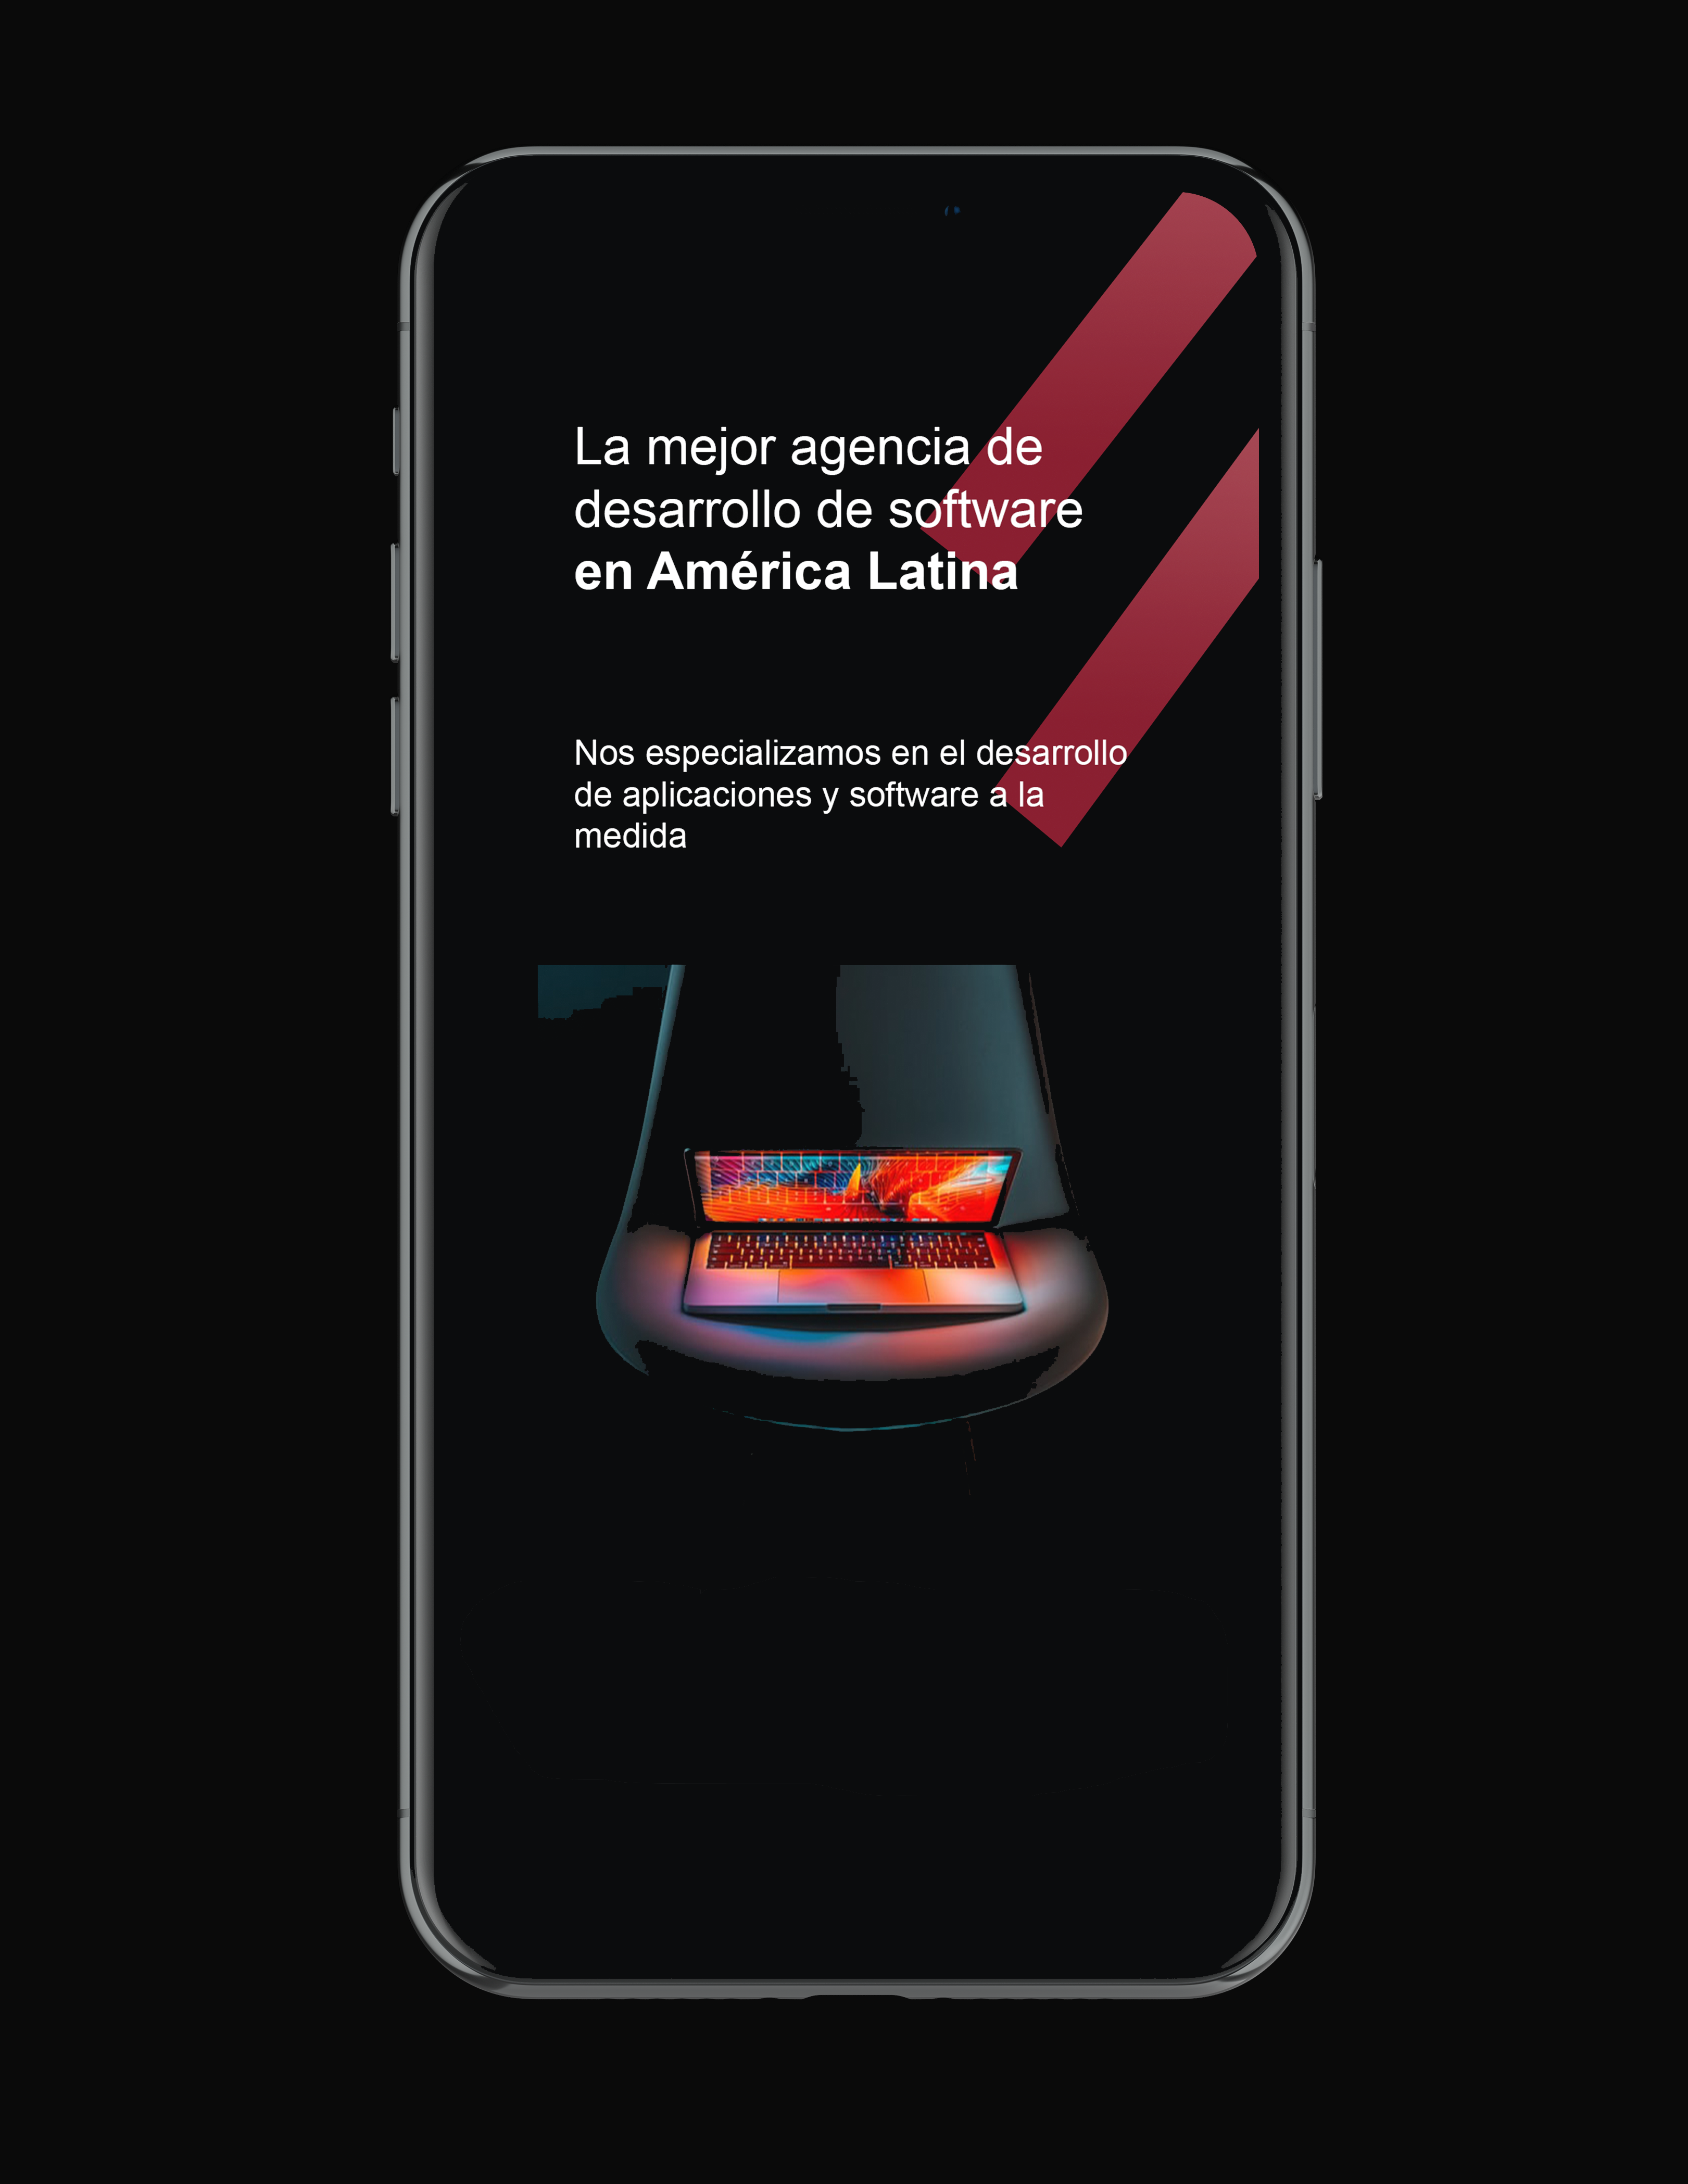 La mejor agencia de
desarrollo de software
en América Latina
Nos especializamos en el desarrollo
de aplicaciones y software a la
medida